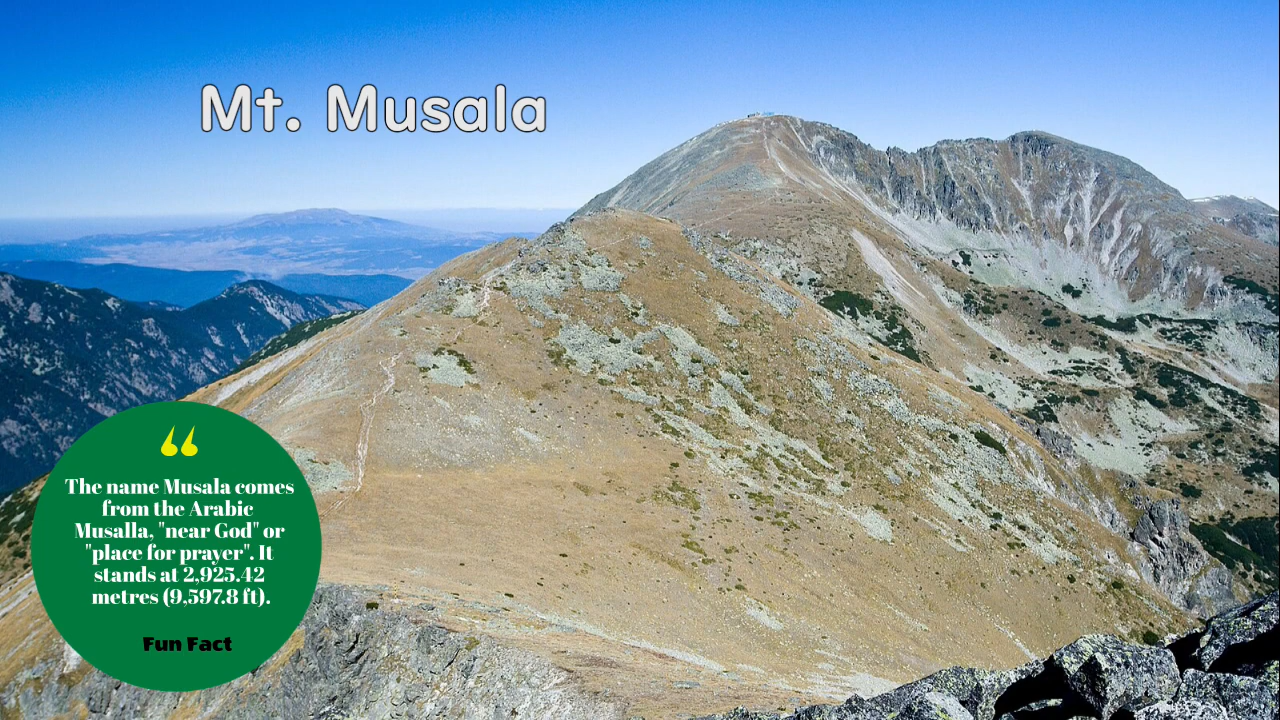 Mt. Musala
“
The name Musala comes
from the Arabic
Musalla, "near God" or
"place for prayer". It
stands at 2,925.42
metres (9,597.8 ft).
Fun Fact